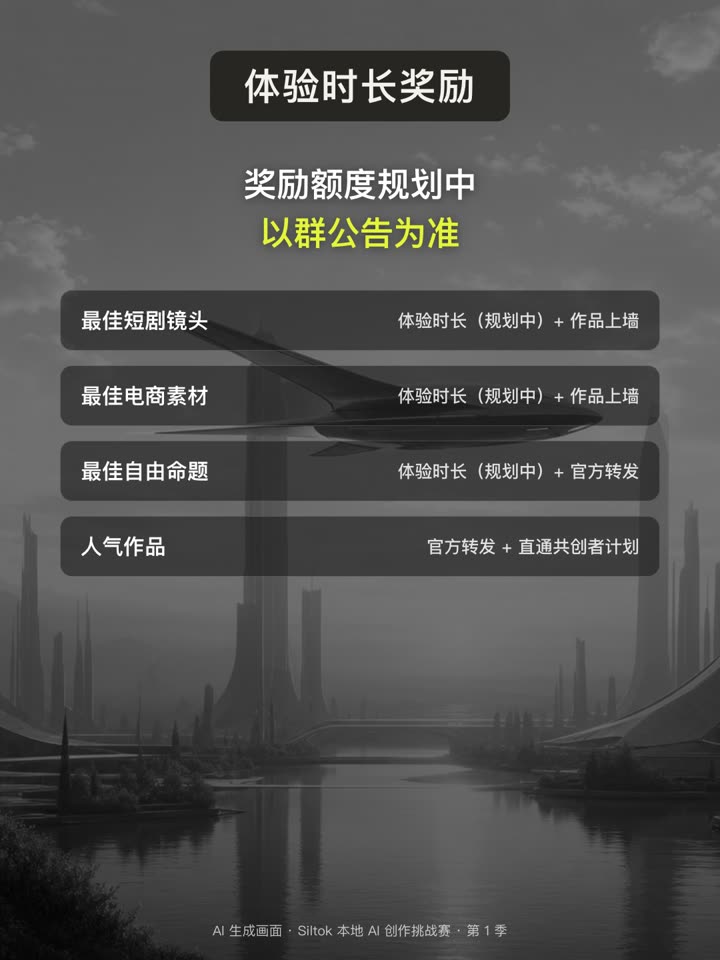 体验时长奖励
奖励额度规划中
以群公告为准
最佳短剧镜头 体验时长（规划中）+ 作品上墙
最佳电商素材 体验时长（规划中）+ 作品上墙
最佳自由命题 体验时长（规划中）+ 官方转发
人气作品 官方转发 + 直通共创者计划
AI 生成画面 · Siltok 本地 AI 创作挑战赛 · 第 1 季